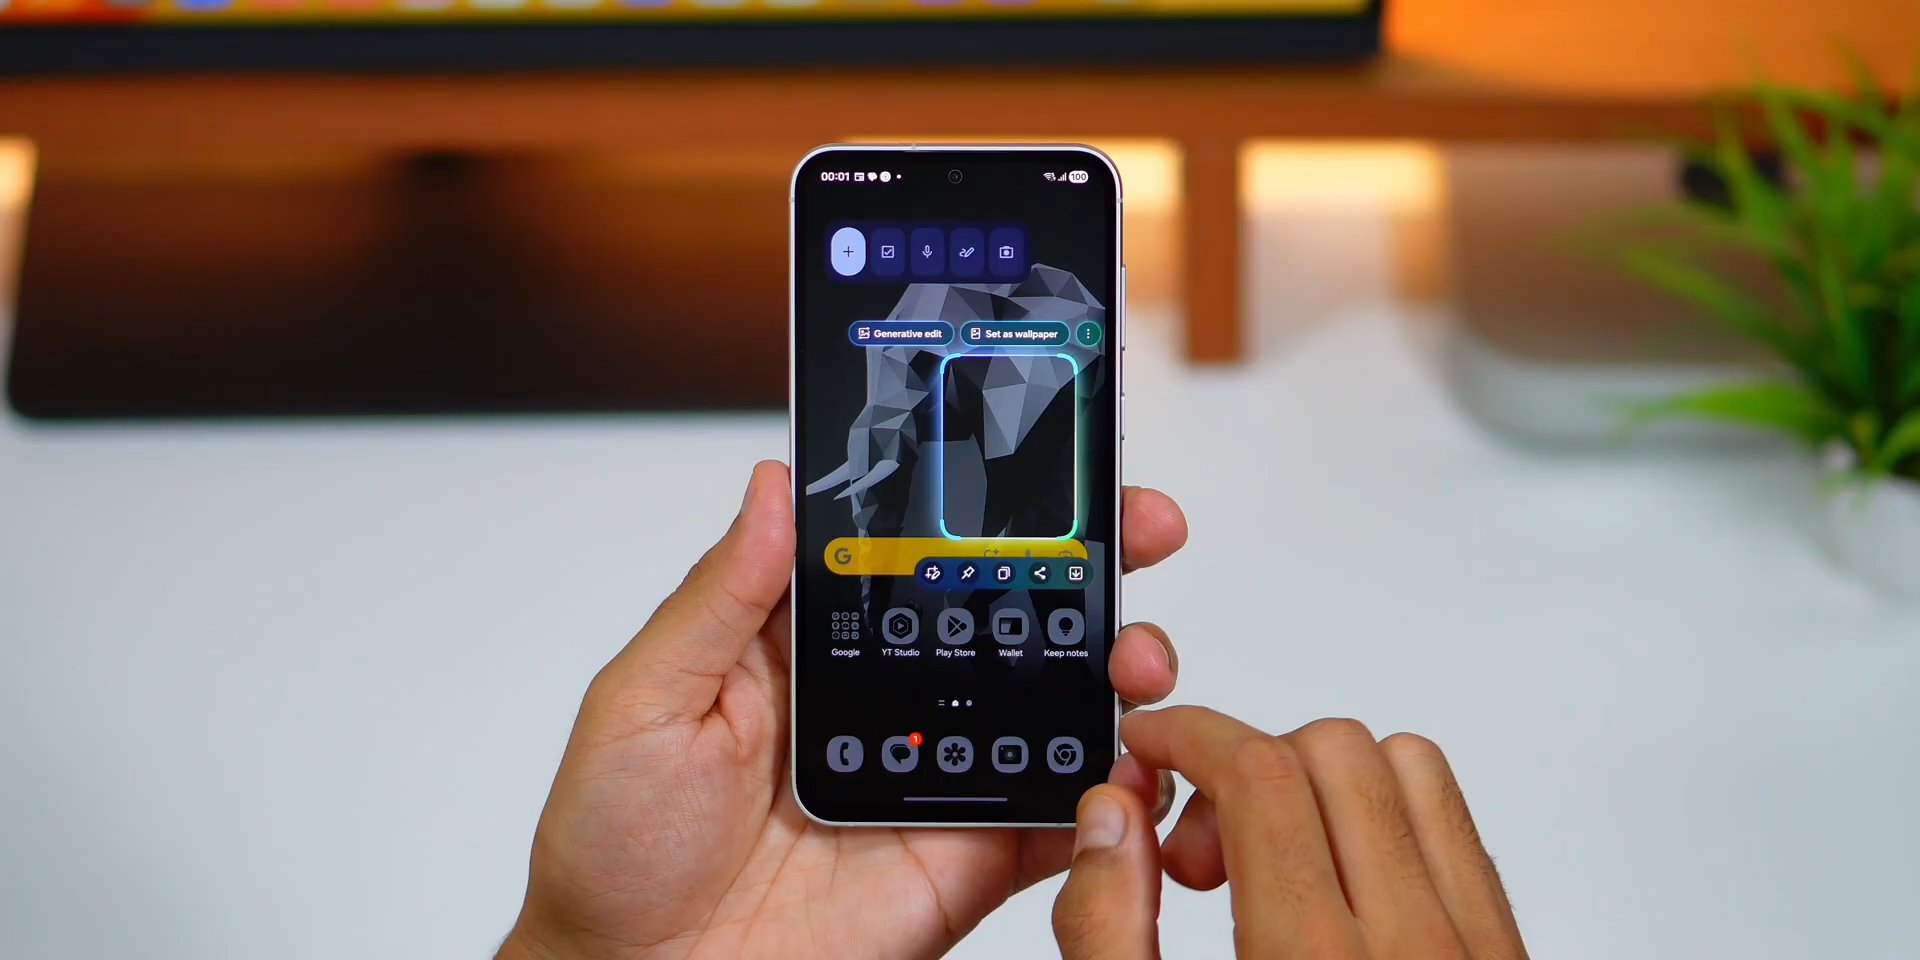 00:01 100
Generative edit Set as wallpaper
G
Google YT Studio Play Store Wallet Keep notes
1